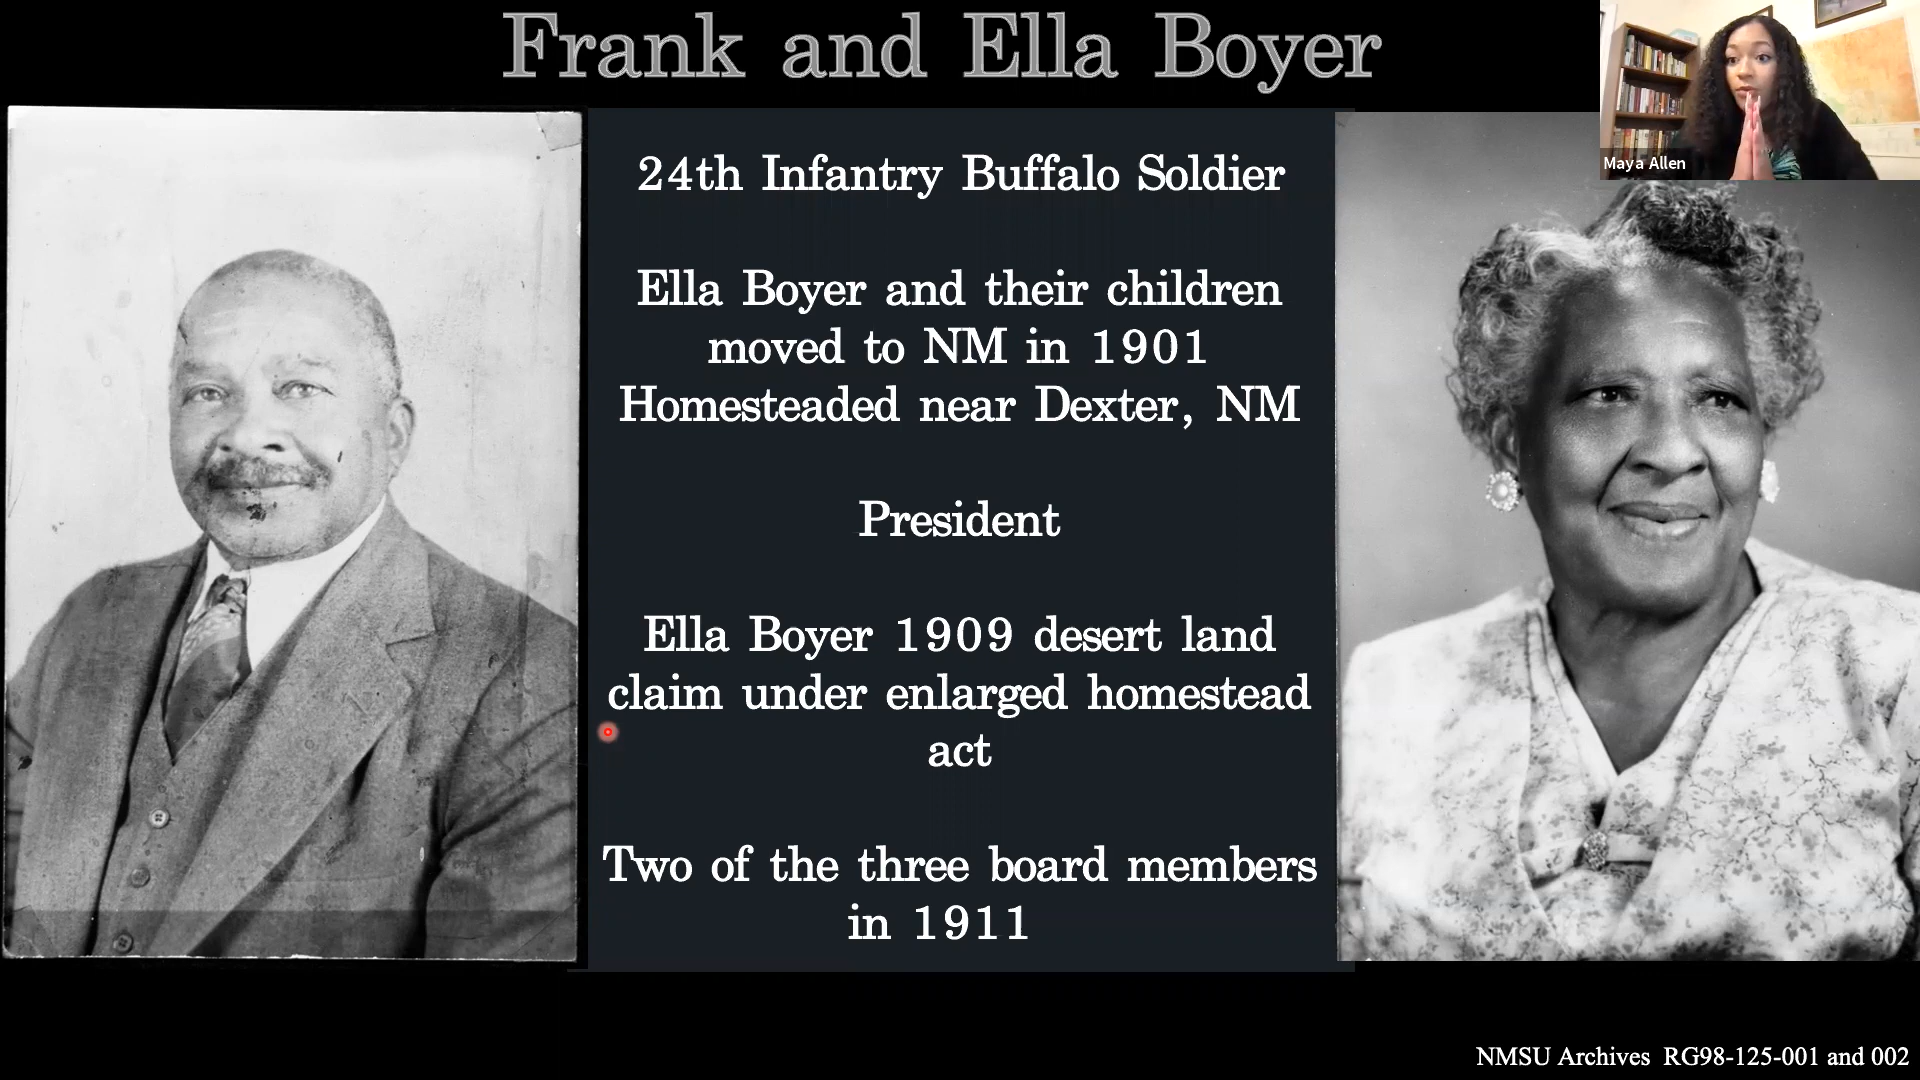 Frank and Ella Boyer
Maya Allen
24th Infantry Buffalo Soldier
Ella Boyer and their children
moved to NM in 1901
Homesteaded near Dexter, NM
President
Ella Boyer 1909 desert land
claim under enlarged homestead
act
Two of the three board members
in 1911
NMSU Archives RG98-125-001 and 002